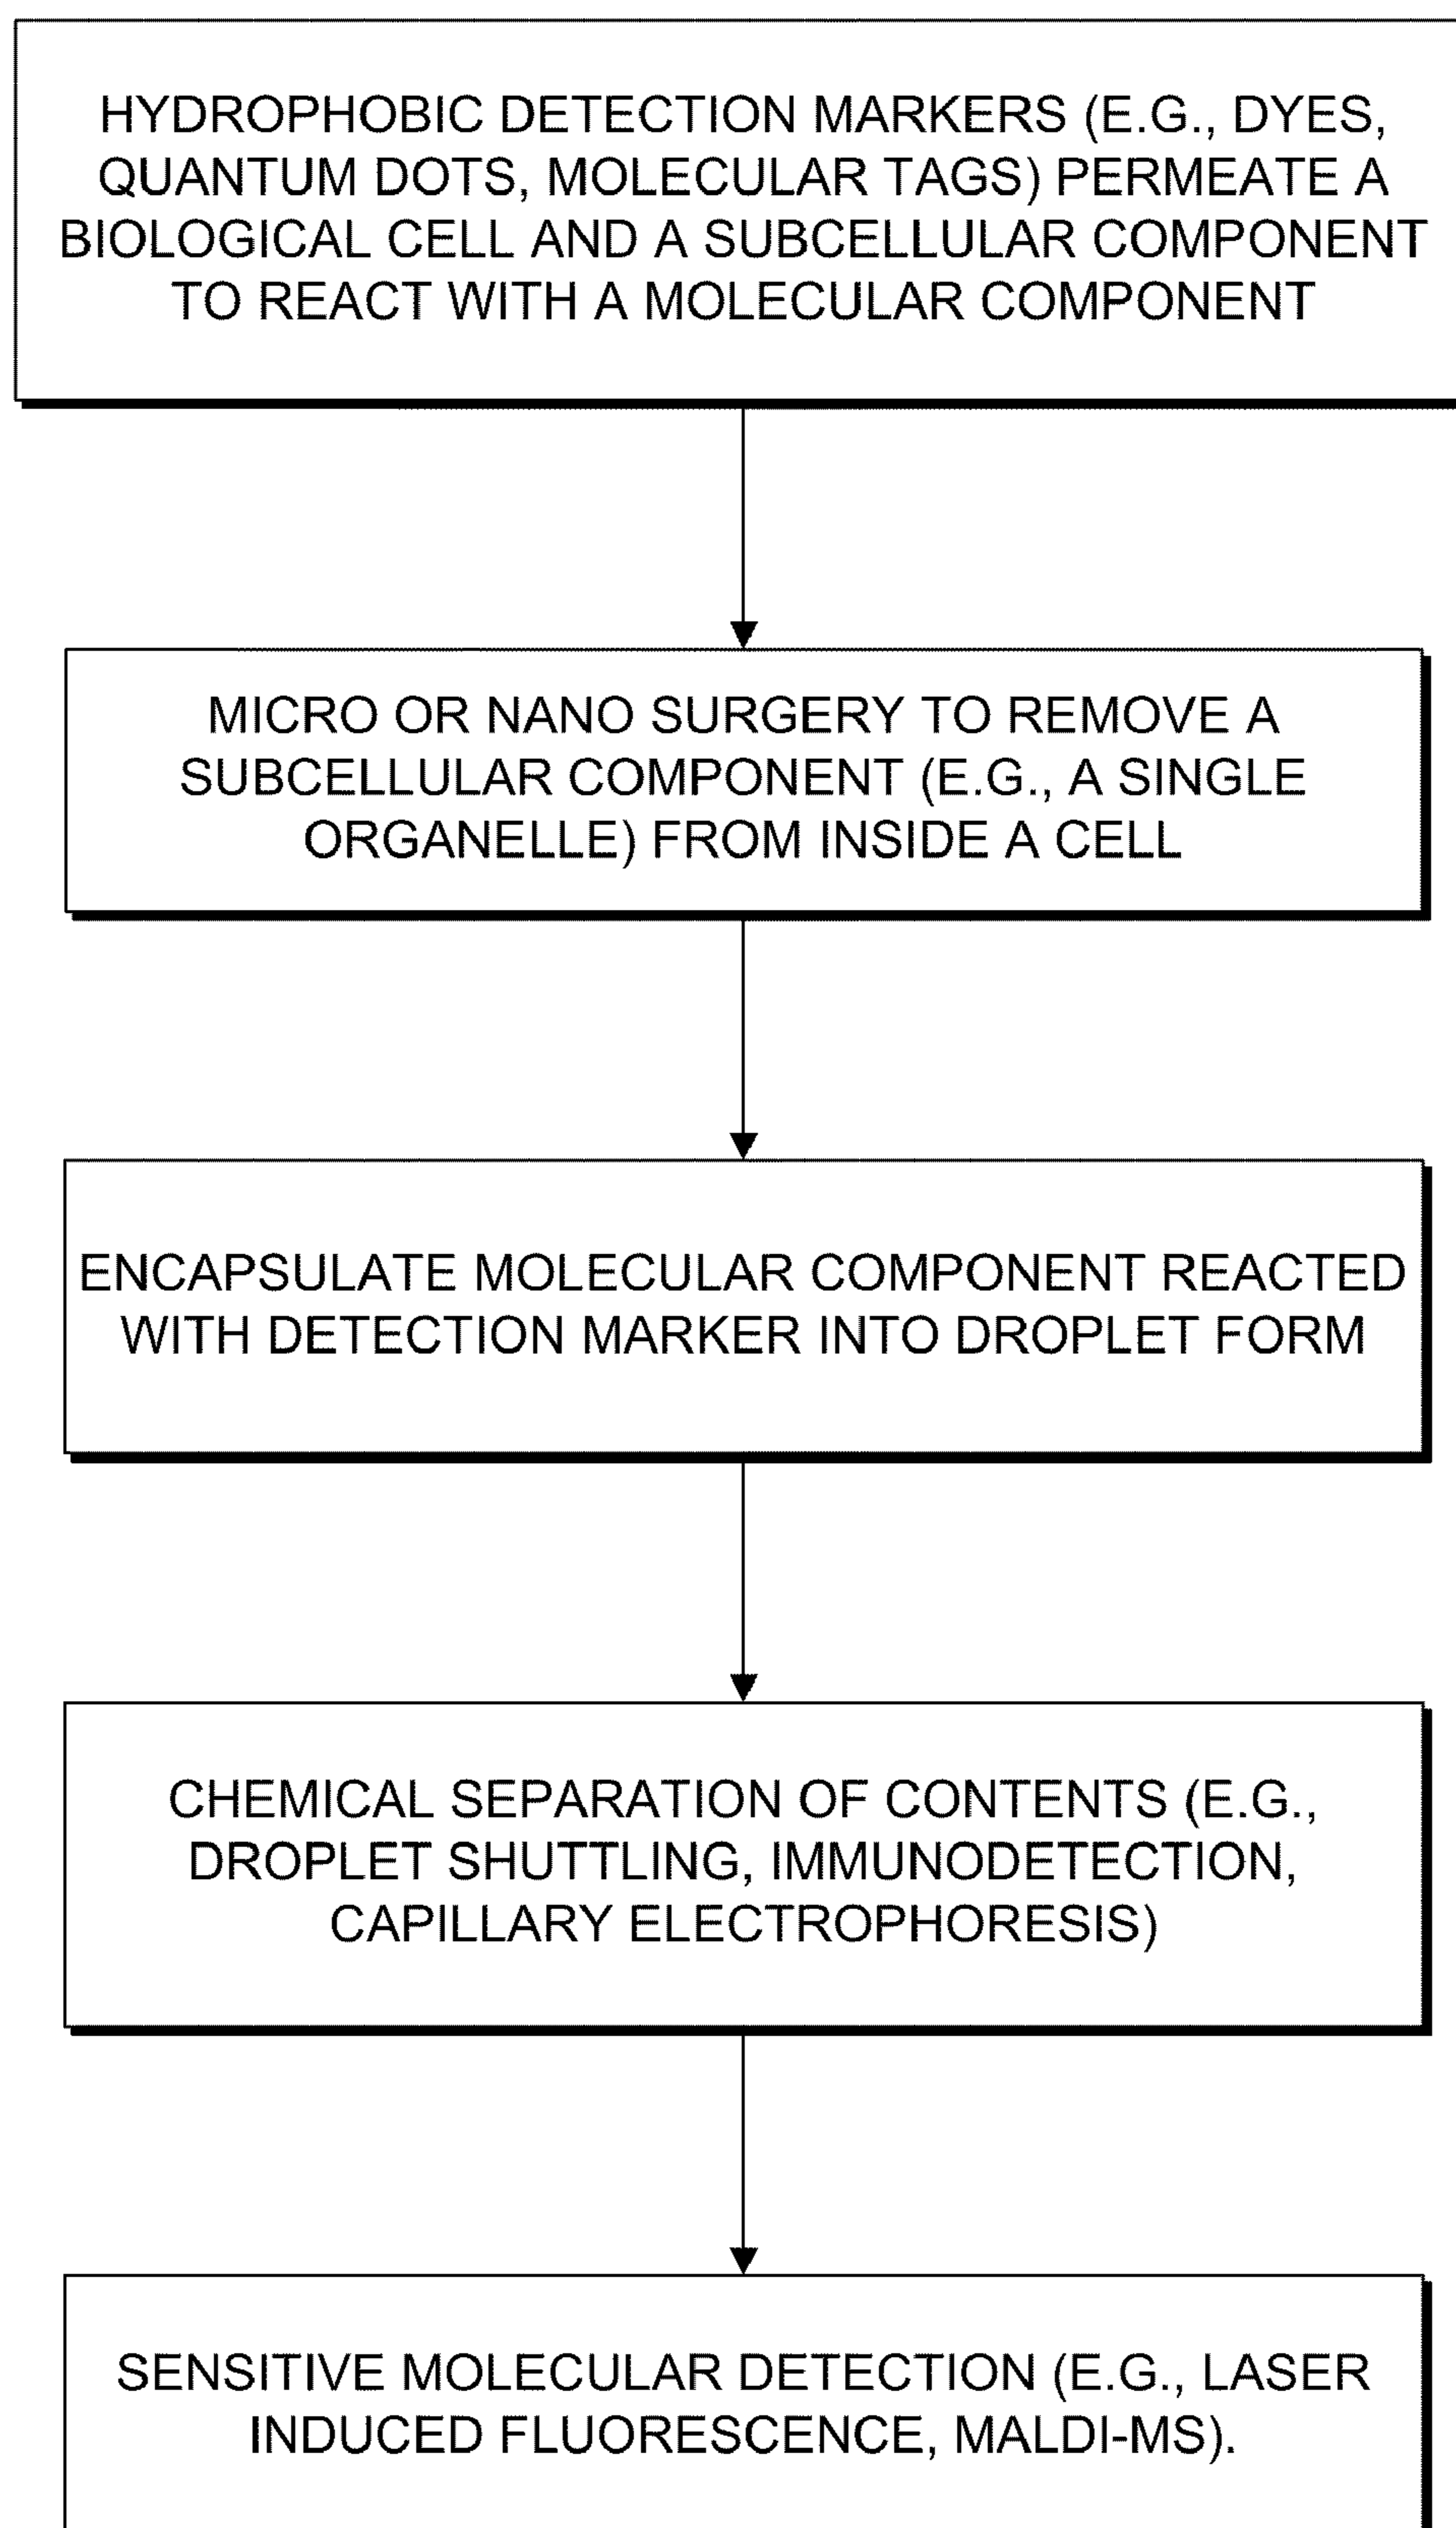 HYDROPHOBIC DETECTION MARKERS (E.G., DYES,
QUANTUM DOTS, MOLECULAR TAGS) PERMEATE A
BIOLOGICAL CELL AND A SUBCELLULAR COMPONENT
TO REACT WITH A MOLECULAR COMPONENT
MICRO OR NANO SURGERY TO REMOVE A
SUBCELLULAR COMPONENT (E.G., A SINGLE
ORGANELLE) FROM INSIDE A CELL
ENCAPSULATE MOLECULAR COMPONENT REACTED
WITH DETECTION MARKER INTO DROPLET FORM
CHEMICAL SEPARATION OF CONTENTS (E.G.,
DROPLET SHUTTLING, IMMUNODETECTION,
CAPILLARY ELECTROPHORESIS)
SENSITIVE MOLECULAR DETECTION (E.G., LASER
INDUCED FLUORESCENCE, MALDI-MS).